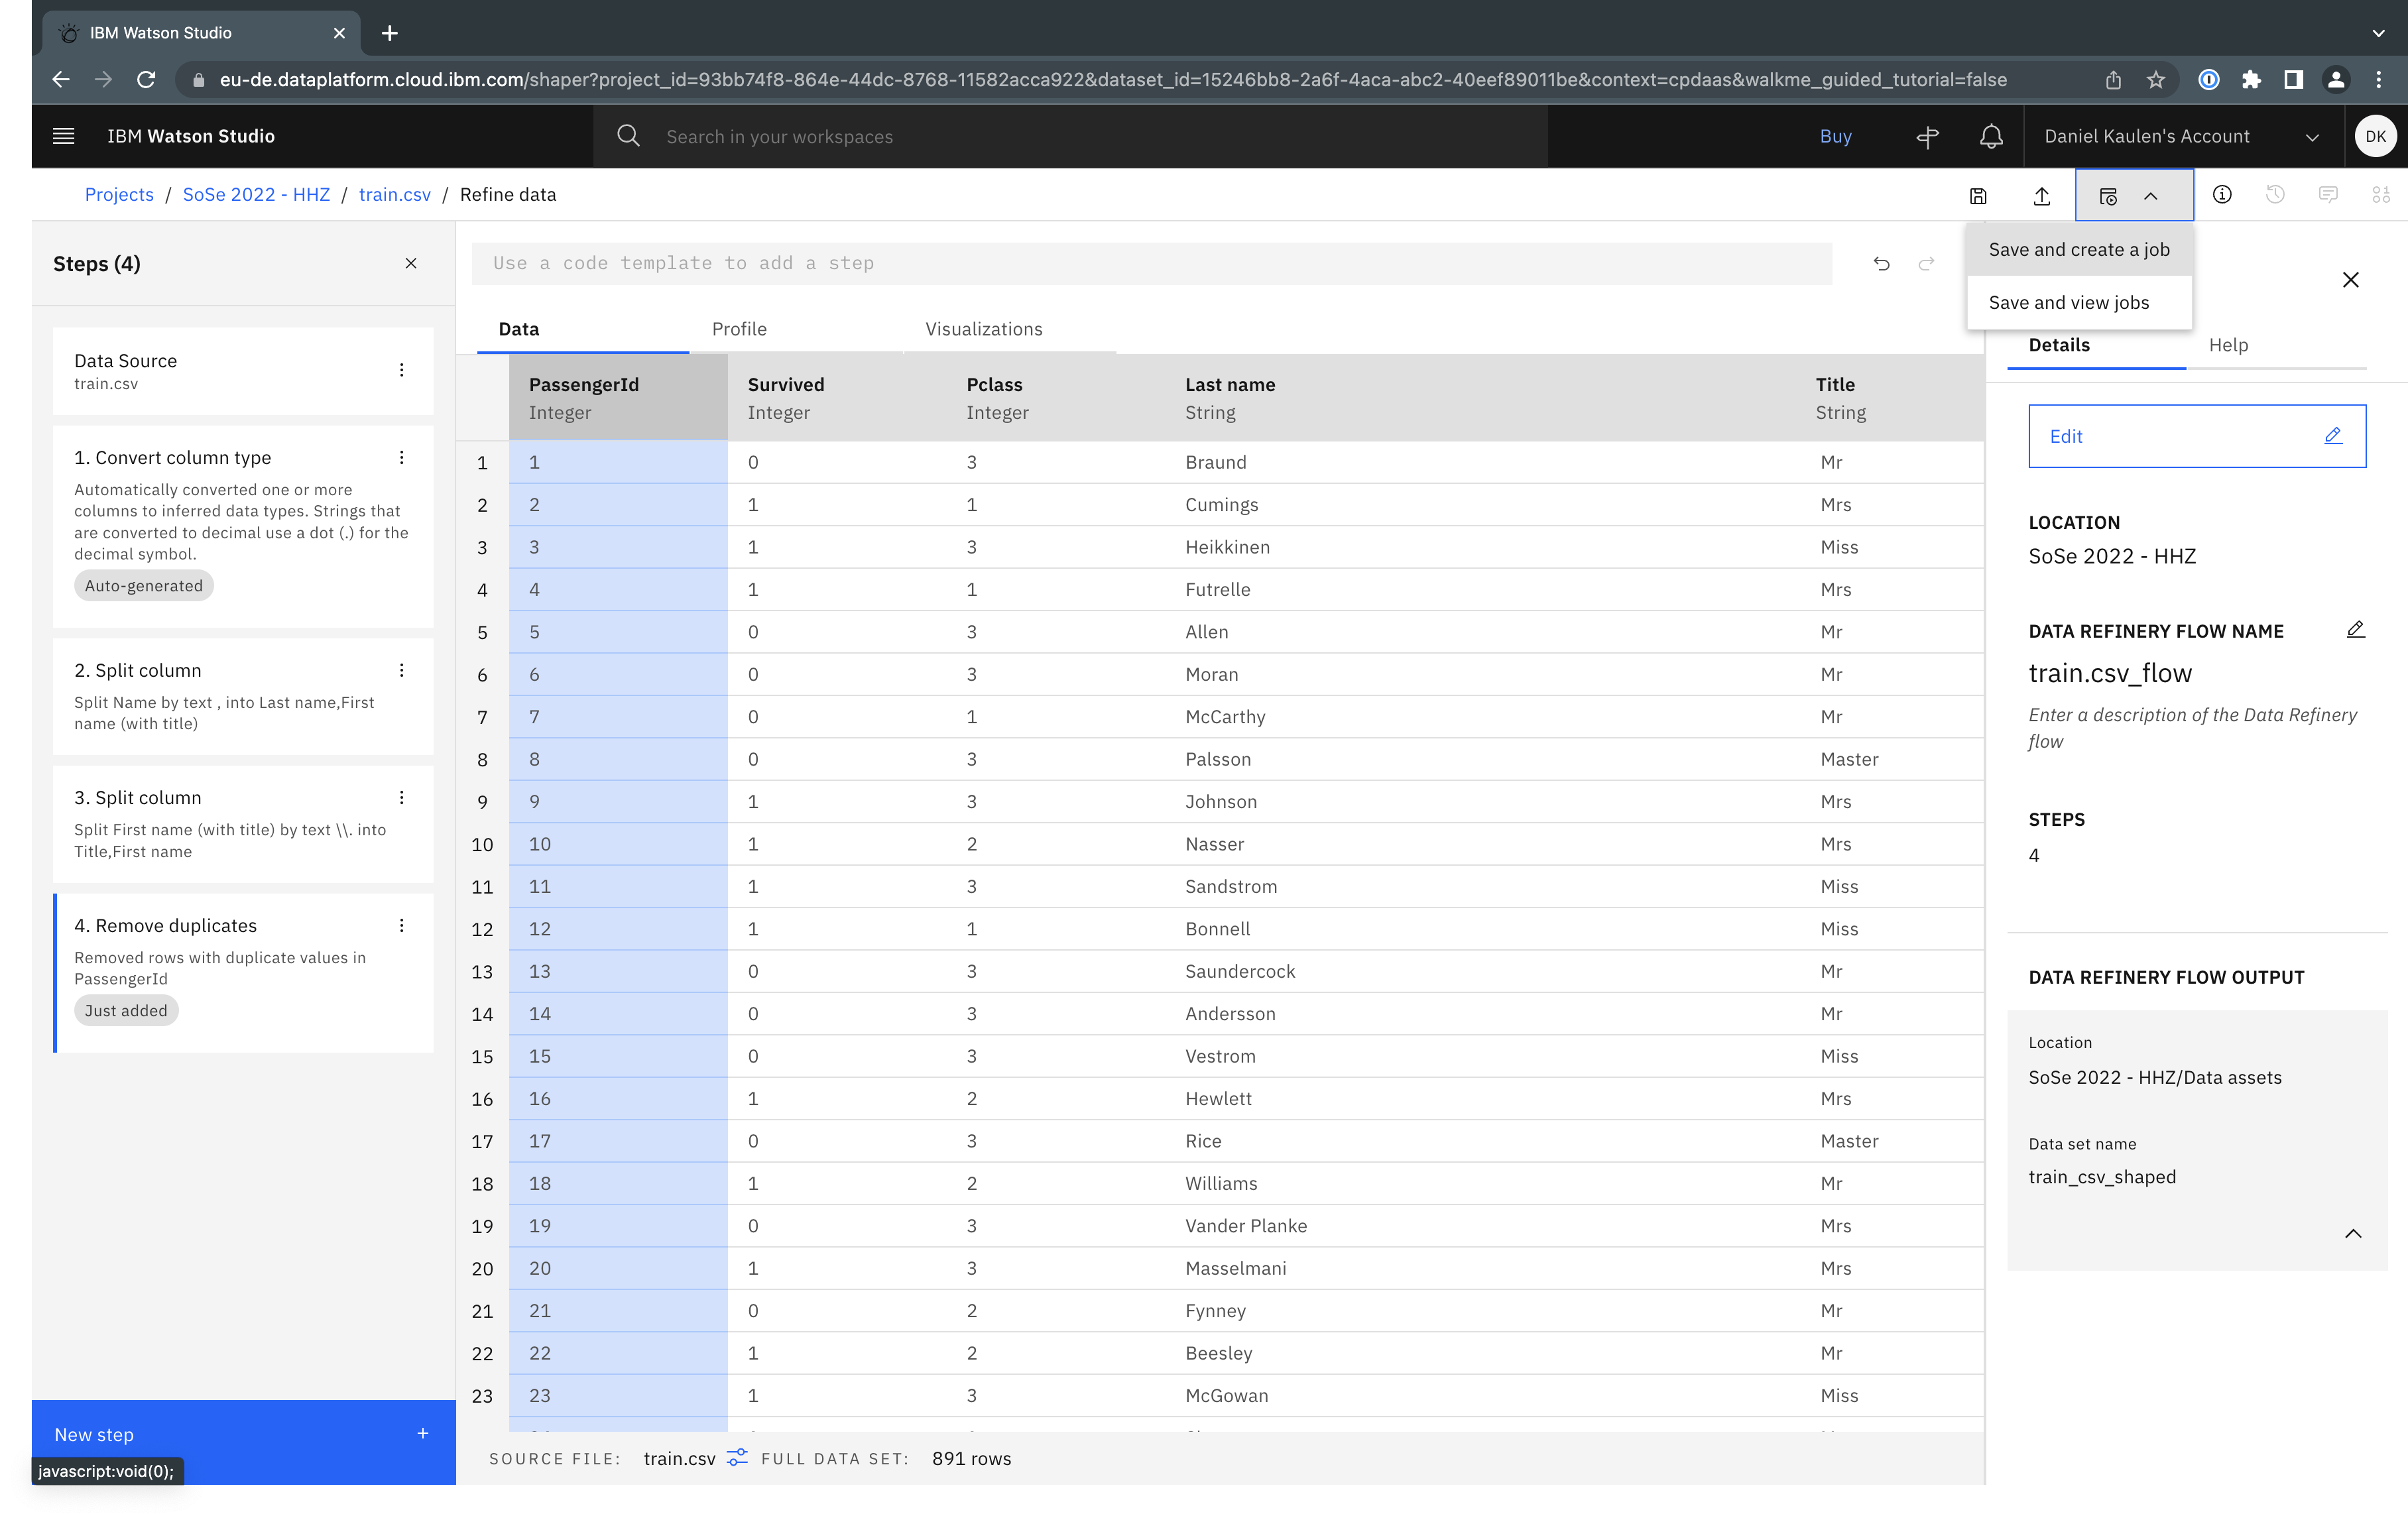 IBM Watson Studio
eu-de.dataplatform.cloud.ibm.com/shaper?project_id=93bb74f8-864e-44dc-8768-11582acca922&dataset_id=15246bb8-2a6f-4aca-abc2-40eef89011be&context=cpdaas&walkme_guided_tutorial=false
IBM Watson Studio
Search in your workspaces
Buy
Daniel Kaulen's Account
DK
Projects / SoSe 2022 - HHZ / train.csv / Refine data
Save and create a job
Save and view jobs
Steps (4)
Data Source
train.csv
1. Convert column type
Automatically converted one or more
columns to inferred data types. Strings that
are converted to decimal use a dot (.) for the
decimal symbol.
Auto-generated
2. Split column
Split Name by text , into Last name,First
name (with title)
3. Split column
Split First name (with title) by text \\. into
Title,First name
4. Remove duplicates
Removed rows with duplicate values in
PassengerId
Just added
New step +
javascript:void(0);
Use a code template to add a step
Data Profile Visualizations
PassengerId Survived Pclass Last name Title
Integer Integer Integer String String
1 1 0 3 Braund Mr
2 2 1 1 Cumings Mrs
3 3 1 3 Heikkinen Miss
4 4 1 1 Futrelle Mrs
5 5 0 3 Allen Mr
6 6 0 3 Moran Mr
7 7 0 1 McCarthy Mr
8 8 0 3 Palsson Master
9 9 1 3 Johnson Mrs
10 10 1 2 Nasser Mrs
11 11 1 3 Sandstrom Miss
12 12 1 1 Bonnell Miss
13 13 0 3 Saundercock Mr
14 14 0 3 Andersson Mr
15 15 0 3 Vestrom Miss
16 16 1 2 Hewlett Mrs
17 17 0 3 Rice Master
18 18 1 2 Williams Mr
19 19 0 3 Vander Planke Mrs
20 20 1 3 Masselmani Mrs
21 21 0 2 Fynney Mr
22 22 1 2 Beesley Mr
23 23 1 3 McGowan Miss
SOURCE FILE: train.csv FULL DATA SET: 891 rows
Details Help
Edit
LOCATION
SoSe 2022 - HHZ
DATA REFINERY FLOW NAME
train.csv_flow
Enter a description of the Data Refinery
flow
STEPS
4
DATA REFINERY FLOW OUTPUT
Location
SoSe 2022 - HHZ/Data assets
Data set name
train_csv_shaped